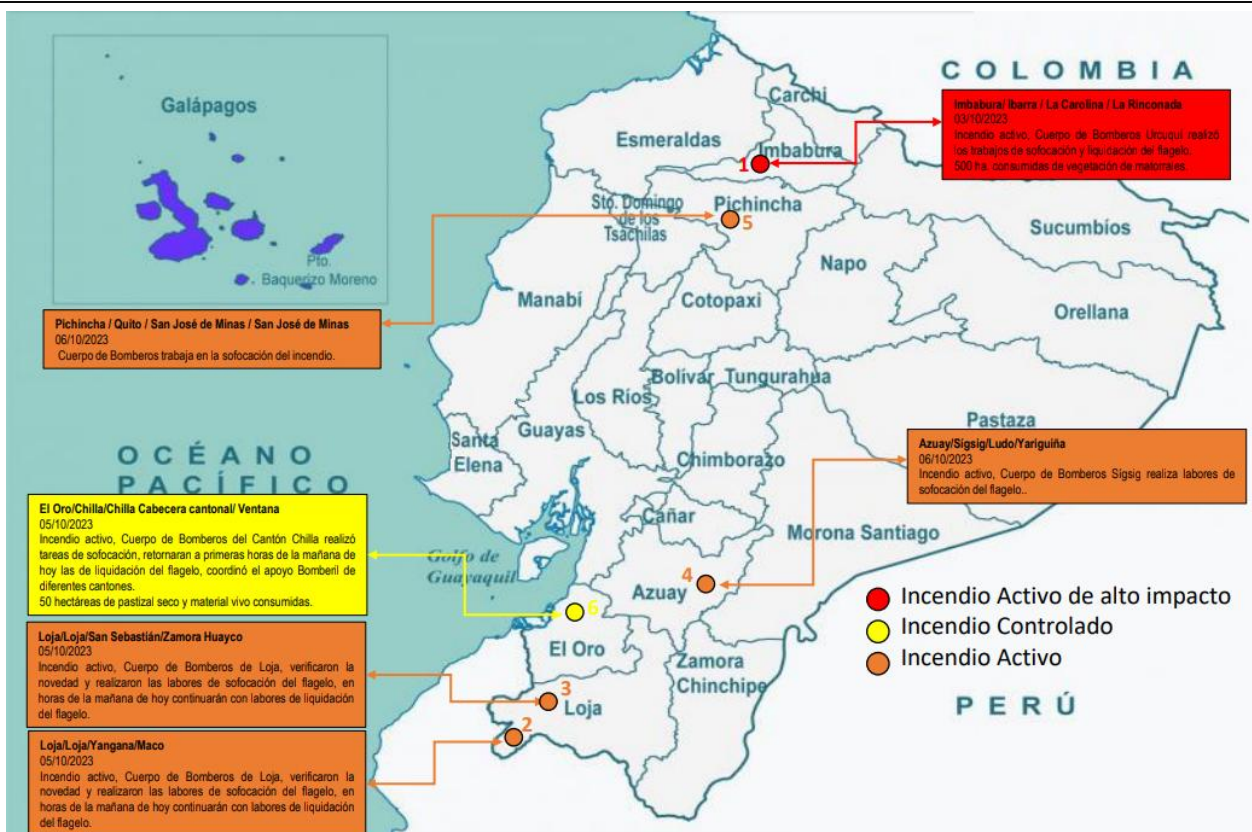 Galápagos
Pto.
Baquerizo Moreno
COLOMBIA
Carchi
Esmeraldas
Imbabura
1
Imbabura/ Ibarra / La Carolina / La Rinconada
03/10/2023
Incendio activo, Cuerpo de Bomberos Urcuquí realizó
los trabajos de sofocación y liquidación del flagelo.
500 ha. consumidas de vegetación de matorrales.
Sto. Domingo
de los
Tsáchilas
Pichincha
5
Sucumbíos
Napo
Orellana
Manabí
Cotopaxi
Pichincha / Quito / San José de Minas / San José de Minas
06/10/2023
Cuerpo de Bomberos trabaja en la sofocación del incendio.
Bolívar
Tungurahua
Los Ríos
Pastaza
Guayas
Santa
Elena
Chimborazo
OCÉANO
PACÍFICO
Azuay/Sigsig/Ludo/Yariguiña
06/10/2023
Incendio activo, Cuerpo de Bomberos Sígsig realiza labores de
sofocación del flagelo..
El Oro/Chilla/Chilla Cabecera cantonal/ Ventana
05/10/2023
Incendio activo, Cuerpo de Bomberos del Cantón Chilla realizó
tareas de sofocación, retornaran a primeras horas de la mañana de
hoy las de liquidación del flagelo, coordinó el apoyo Bomberil de
diferentes cantones.
50 hectáreas de pastizal seco y material vivo consumidas.
Cañar
Morona Santiago
Golfo de
Guayaquil
4
Azuay
6
El Oro
Zamora
Chinchipe
Incendio Activo de alto impacto
Incendio Controlado
Incendio Activo
PERÚ
Loja/Loja/San Sebastián/Zamora Huayco
05/10/2023
Incendio activo, Cuerpo de Bomberos de Loja, verificaron la
novedad y realizaron las labores de sofocación del flagelo, en
horas de la mañana de hoy continuarán con labores de liquidación
del flagelo.
3
Loja
2
Loja/Loja/Yangana/Maco
05/10/2023
Incendio activo, Cuerpo de Bomberos de Loja, verificaron la
novedad y realizaron las labores de sofocación del flagelo, en
horas de la mañana de hoy continuarán con labores de liquidación
del flagelo.